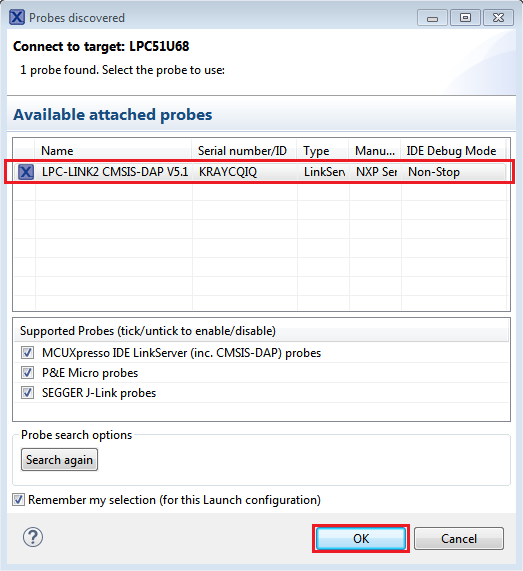 Probes discovered
Connect to target: LPC51U68
1 probe found. Select the probe to use:
Available attached probes
Name Serial number/ID Type Manu... IDE Debug Mode
LPC-LINK2 CMSIS-DAP V5.1 KRAYCQIQ LinkSer NXP Ser Non-Stop
Supported Probes (tick/untick to enable/disable)
MCUXpresso IDE LinkServer (inc. CMSIS-DAP) probes
P&E Micro probes
SEGGER J-Link probes
Probe search options
Search again
Remember my selection (for this Launch configuration)
?
OK Cancel